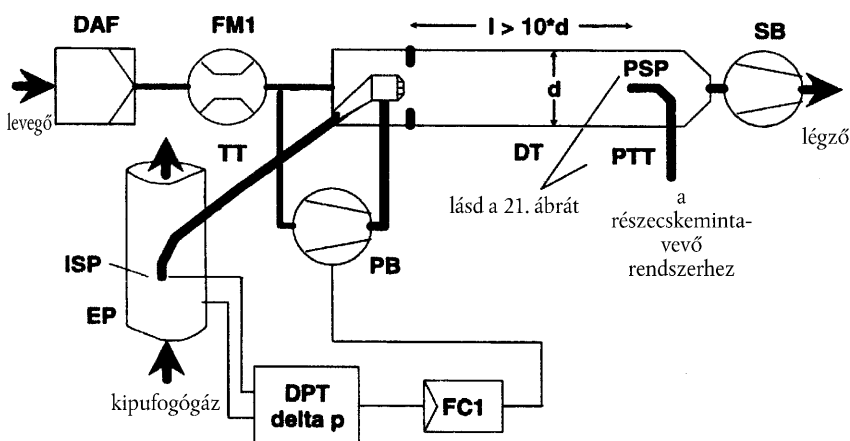 DAF
FM1
l > 10*d
SB
PSP
d
levegő
légző
TT
DT
PTT
lásd a 21. ábrát
a
részecskeminta-
vevő
rendszerhez
PB
ISP
EP
kipufogógáz
DPT
delta p
FC1